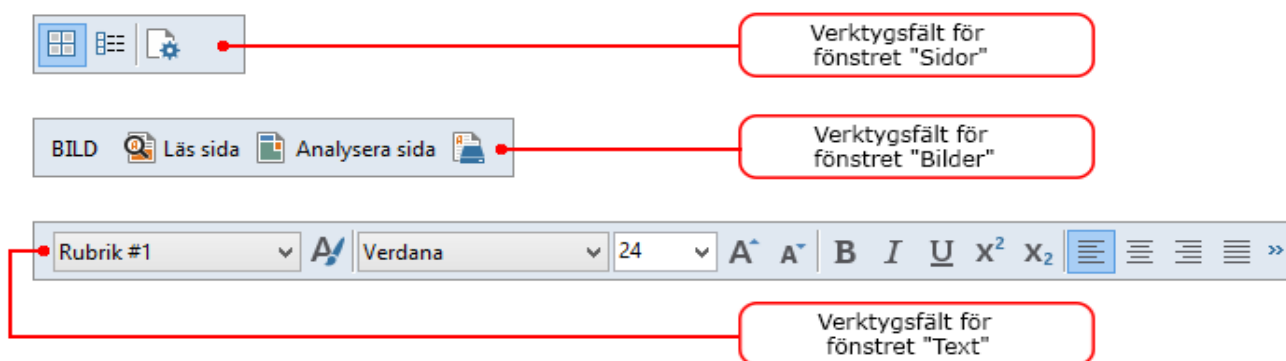 Verktygsfält för
fönstret "Sidor"
BILD Läs sida Analysera sida
Verktygsfält för
fönstret "Bilder"
Rubrik #1 A Verdana 24 A A B I U X² X₂ »
Verktygsfält för
fönstret "Text"